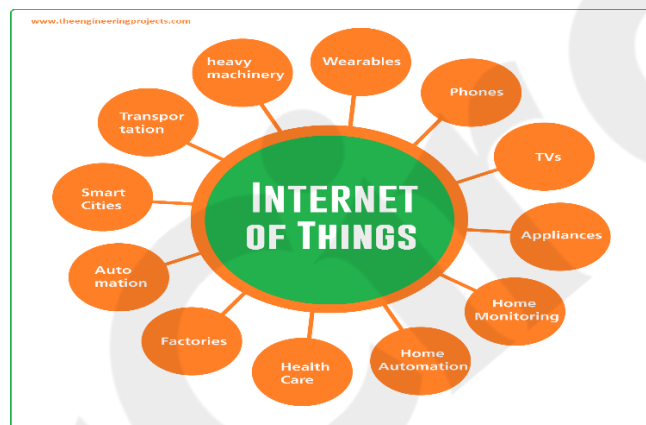 www.theengineeringprojects.com
INTERNET
OF THINGS
Wearables
Phones
TVs
Appliances
Home
Monitoring
Home
Automation
Health
Care
Factories
Auto
mation
Smart
Cities
Transpor
tation
heavy
machinery